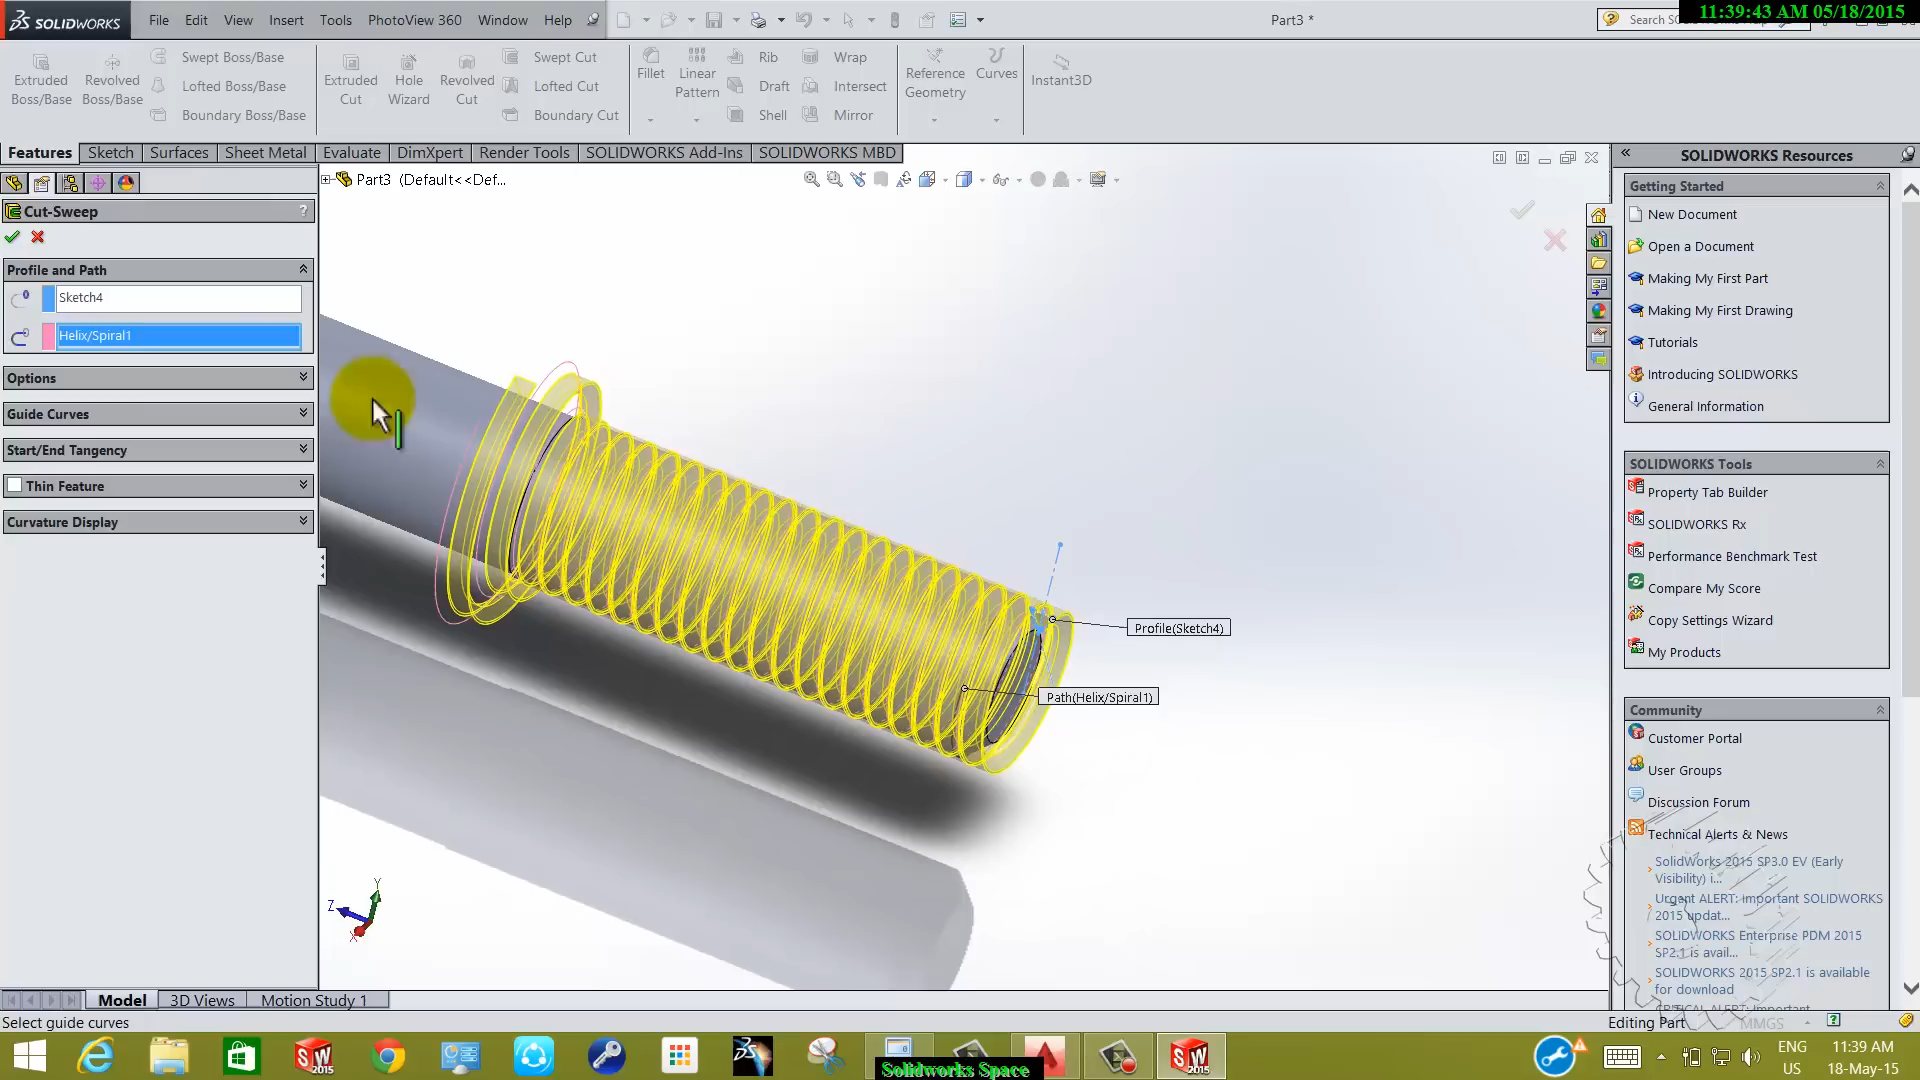 SOLIDWORKS File Edit View Insert Tools PhotoView 360 Window Help Part3 * Search 11:39:43 AM 05/18/2015
Extruded Boss/Base
Revolved Boss/Base
Swept Boss/Base
Lofted Boss/Base
Boundary Boss/Base
Extruded Cut
Hole Wizard
Revolved Cut
Swept Cut
Lofted Cut
Boundary Cut
Fillet
Linear Pattern
Rib
Draft
Shell
Wrap
Intersect
Mirror
Reference Geometry
Curves
Instant3D
Features Sketch Surfaces Sheet Metal Evaluate DimXpert Render Tools SOLIDWORKS Add-Ins SOLIDWORKS MBD
Part3 (Default<<Def...
Cut-Sweep ?
Profile and Path
Sketch4
Helix/Spiral1
Options
Guide Curves
Start/End Tangency
Thin Feature
Curvature Display
Profile(Sketch4)
Path(Helix/Spiral1)
Y
Z
X
SOLIDWORKS Resources
Getting Started
New Document
Open a Document
Making My First Part
Making My First Drawing
Tutorials
Introducing SOLIDWORKS
General Information
SOLIDWORKS Tools
Property Tab Builder
SOLIDWORKS Rx
Performance Benchmark Test
Compare My Score
Copy Settings Wizard
My Products
Community
Customer Portal
User Groups
Discussion Forum
Technical Alerts & News
SolidWorks 2015 SP3.0 EV (Early
Visibility) i...
Urgent ALERT: Important SOLIDWORKS
2015 updat...
SOLIDWORKS Enterprise PDM 2015
SP2.1 is avail...
SOLIDWORKS 2015 SP2.1 is available
for download
CRITICAL ALERT: Important
Model 3D Views Motion Study 1
Select guide curves
Editing Part MMGS
SW 2015
SW 2015
Solidworks Space
ENG
US
11:39 AM
18-May-15